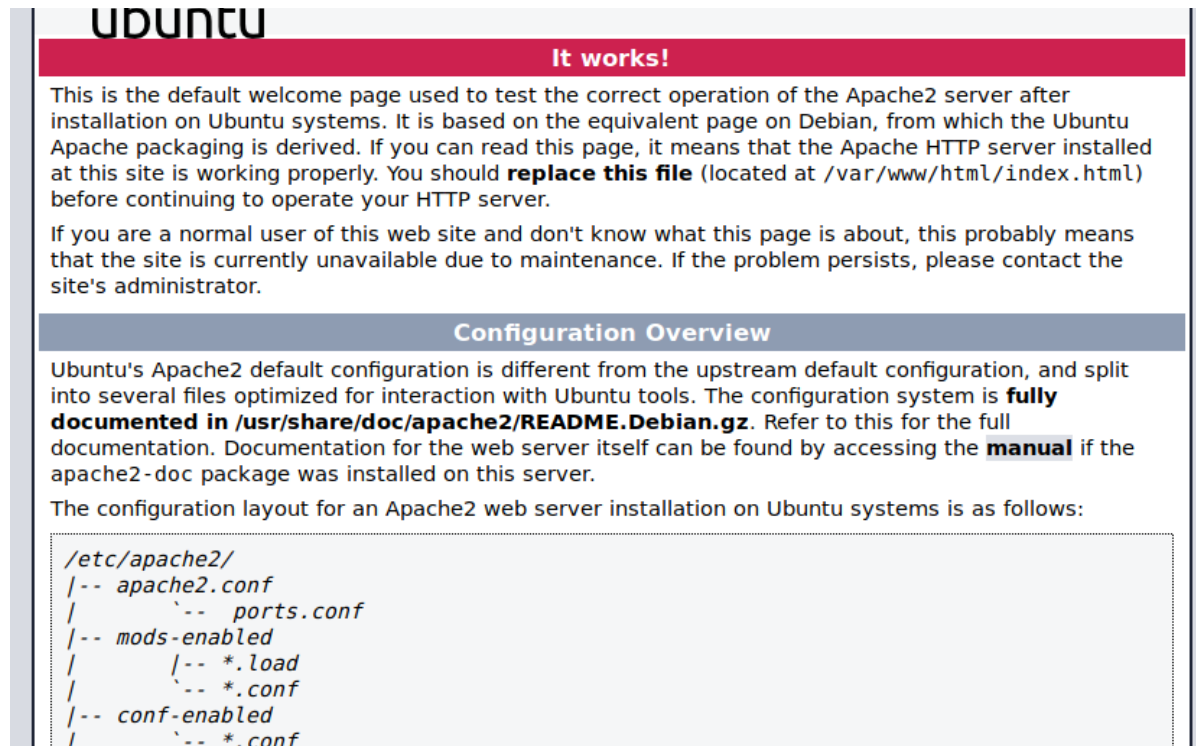 ubuntu
It works!
This is the default welcome page used to test the correct operation of the Apache2 server after
installation on Ubuntu systems. It is based on the equivalent page on Debian, from which the Ubuntu
Apache packaging is derived. If you can read this page, it means that the Apache HTTP server installed
at this site is working properly. You should replace this file (located at /var/www/html/index.html)
before continuing to operate your HTTP server.
If you are a normal user of this web site and don't know what this page is about, this probably means
that the site is currently unavailable due to maintenance. If the problem persists, please contact the
site's administrator.
Configuration Overview
Ubuntu's Apache2 default configuration is different from the upstream default configuration, and split
into several files optimized for interaction with Ubuntu tools. The configuration system is fully
documented in /usr/share/doc/apache2/README.Debian.gz. Refer to this for the full
documentation. Documentation for the web server itself can be found by accessing the manual if the
apache2-doc package was installed on this server.
The configuration layout for an Apache2 web server installation on Ubuntu systems is as follows:
/etc/apache2/
|-- apache2.conf
|       `--  ports.conf
|-- mods-enabled
|       |-- *.load
|       `-- *.conf
|-- conf-enabled
|       `-- *.conf